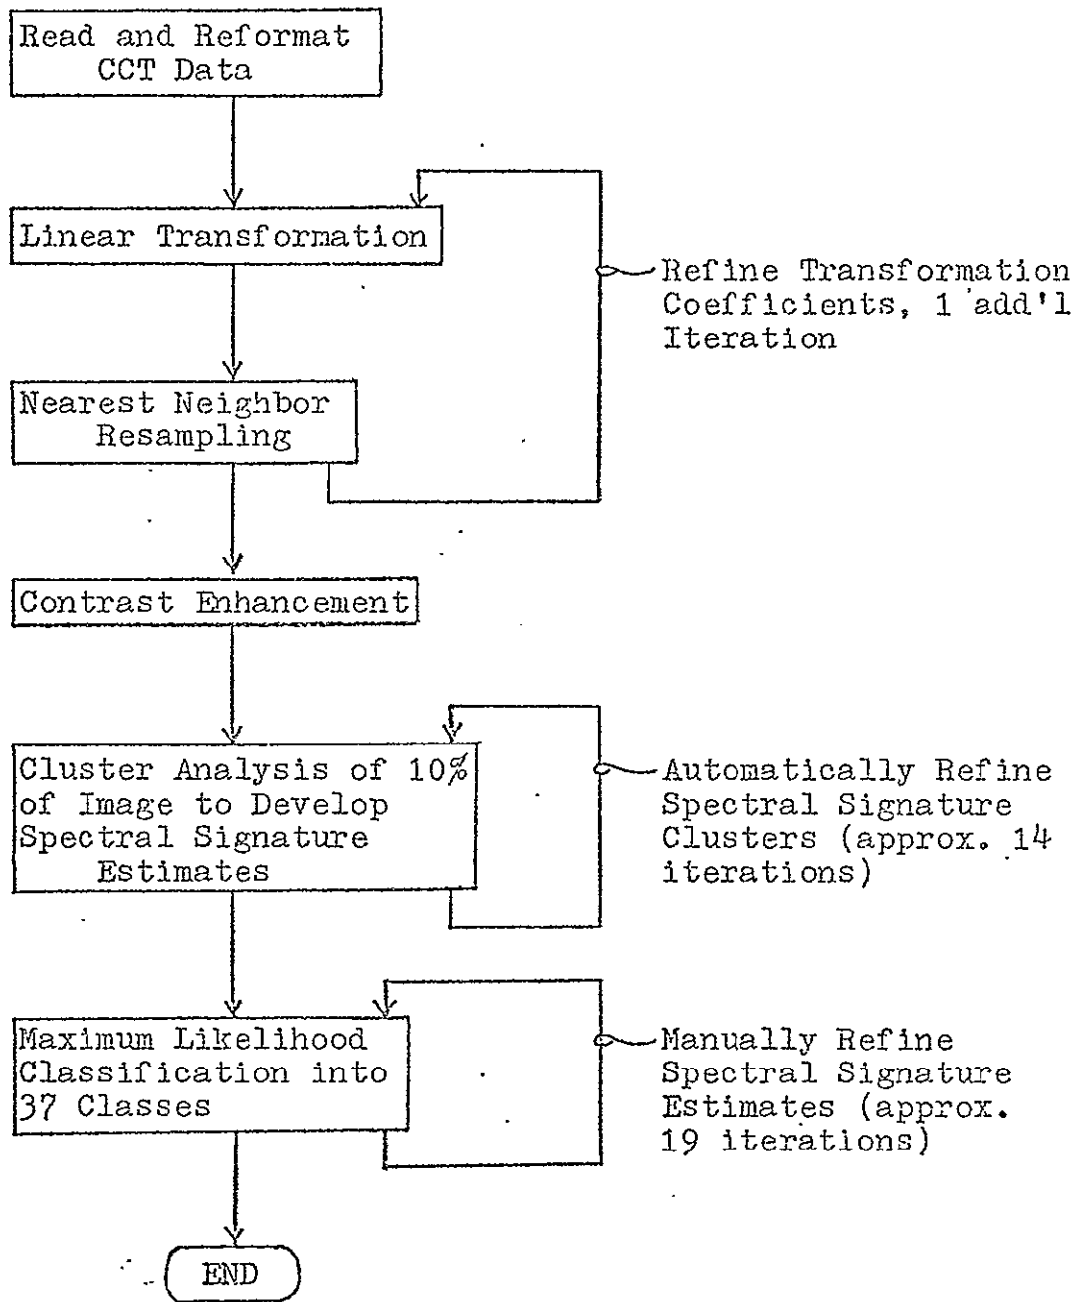 Read and Reformat
CCT Data
Linear Transformation
Refine Transformation
Coefficients, 1 add'l
Iteration
Nearest Neighbor
Resampling
Contrast Enhancement
Cluster Analysis of 10%
of Image to Develop
Spectral Signature
Estimates
Automatically Refine
Spectral Signature
Clusters (approx. 14
iterations)
Maximum Likelihood
Classification into
37 Classes
Manually Refine
Spectral Signature
Estimates (approx.
19 iterations)
END